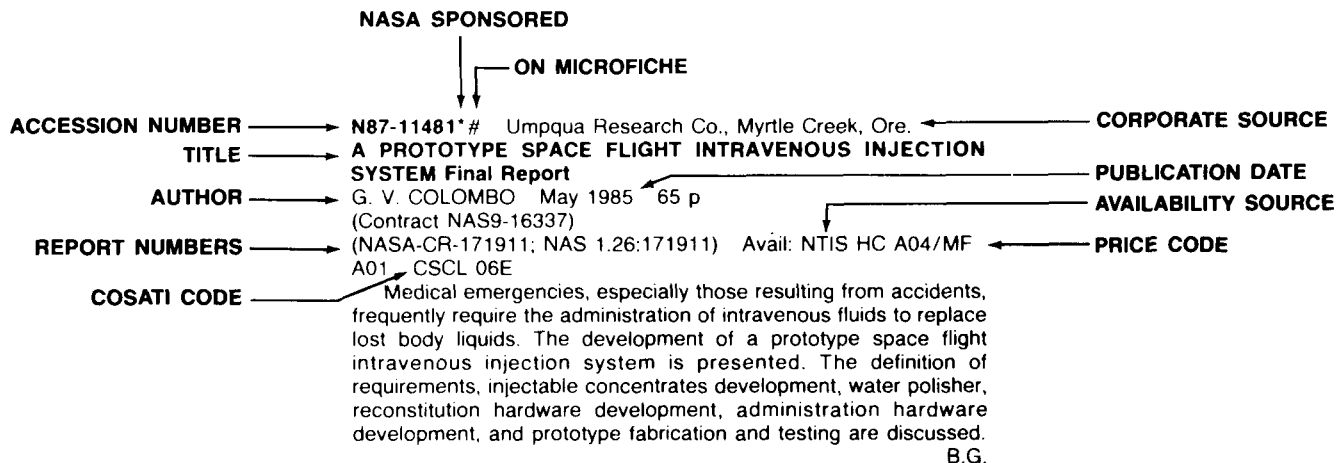 NASA SPONSORED
ON MICROFICHE
ACCESSION NUMBER N87-11481*# Umpqua Research Co., Myrtle Creek, Ore. CORPORATE SOURCE
TITLE A PROTOTYPE SPACE FLIGHT INTRAVENOUS INJECTION
SYSTEM Final Report
PUBLICATION DATE
AUTHOR G. V. COLOMBO May 1985 65 p
AVAILABILITY SOURCE
(Contract NAS9-16337)
REPORT NUMBERS (NASA-CR-171911; NAS 1.26:171911) Avail: NTIS HC A04/MF PRICE CODE
A01 CSCL 06E
COSATI CODE
Medical emergencies, especially those resulting from accidents,
frequently require the administration of intravenous fluids to replace
lost body liquids. The development of a prototype space flight
intravenous injection system is presented. The definition of
requirements, injectable concentrates development, water polisher,
reconstitution hardware development, administration hardware
development, and prototype fabrication and testing are discussed.
B.G.